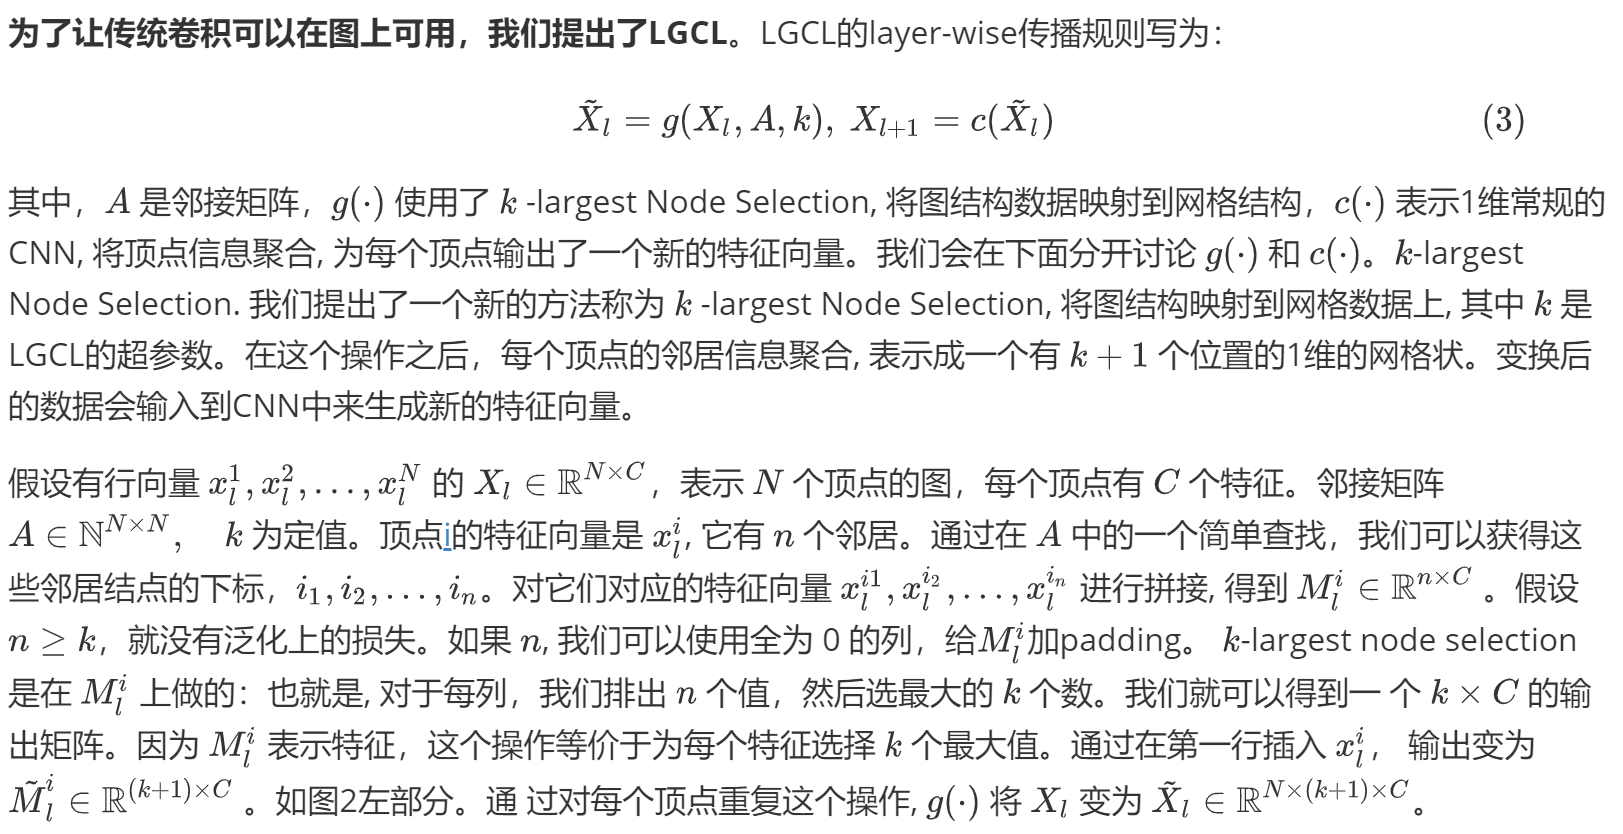 为了让传统卷积可以在图上可用，我们提出了LGCL。LGCL的layer-wise传播规则写为：
$\tilde{X}_l = g(X_l, A, k), \; X_{l+1} = c(\tilde{X}_l)$ (3)
其中，$A$ 是邻接矩阵，$g(\cdot)$ 使用了 $k$ -largest Node Selection, 将图结构数据映射到网格结构，$c(\cdot)$ 表示1维常规的
CNN, 将顶点信息聚合, 为每个顶点输出了一个新的特征向量。我们会在下面分开讨论 $g(\cdot)$ 和 $c(\cdot)$。$k$-largest
Node Selection. 我们提出了一个新的方法称为 $k$ -largest Node Selection, 将图结构映射到网格数据上, 其中 $k$ 是
LGCL的超参数。在这个操作之后，每个顶点的邻居信息聚合, 表示成一个有 $k+1$ 个位置的1维的网格状。变换后
的数据会输入到CNN中来生成新的特征向量。
假设有行向量 $x_l^1, x_l^2, \ldots, x_l^N$ 的 $X_l \in \mathbb{R}^{N \times C}$，表示 $N$ 个顶点的图，每个顶点有 $C$ 个特征。邻接矩阵
$A \in \mathbb{N}^{N \times N}$， $k$ 为定值。顶点i的特征向量是 $x_l^i$, 它有 $n$ 个邻居。通过在 $A$ 中的一个简单查找，我们可以获得这
些邻居结点的下标，$i_1, i_2, \ldots, i_n$。对它们对应的特征向量 $x_l^{i1}, x_l^{i_2}, \ldots, x_l^{i_n}$ 进行拼接, 得到 $M_l^i \in \mathbb{R}^{n \times C}$ 。假设
$n \geq k$，就没有泛化上的损失。如果 $n$, 我们可以使用全为 0 的列，给$M_l^i$加padding。 $k$-largest node selection
是在 $M_l^i$ 上做的：也就是, 对于每列，我们排出 $n$ 个值，然后选最大的 $k$ 个数。我们就可以得到一 个 $k \times C$ 的输
出矩阵。因为 $M_l^i$ 表示特征，这个操作等价于为每个特征选择 $k$ 个最大值。通过在第一行插入 $x_l^i$， 输出变为
$\tilde{M}_l^i \in \mathbb{R}^{(k+1) \times C}$ 。如图2左部分。通 过对每个顶点重复这个操作, $g(\cdot)$ 将 $X_l$ 变为 $\tilde{X}_l \in \mathbb{R}^{N \times (k+1) \times C}$。